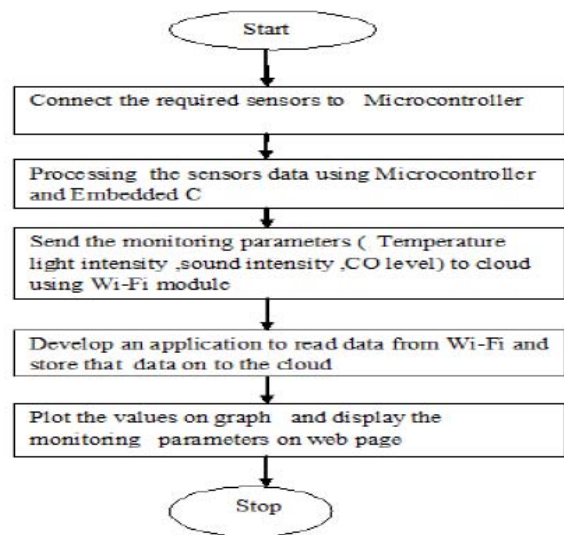 Start
Connect the required sensors to Microcontroller
Processing the sensors data using Microcontroller
and Embedded C
Send the monitoring parameters ( Temperature
light intensity ,sound intensity ,CO level) to cloud
using Wi-Fi module
Develop an application to read data from Wi-Fi and
store that data on to the cloud
Plot the values on graph and display the
monitoring parameters on web page
Stop